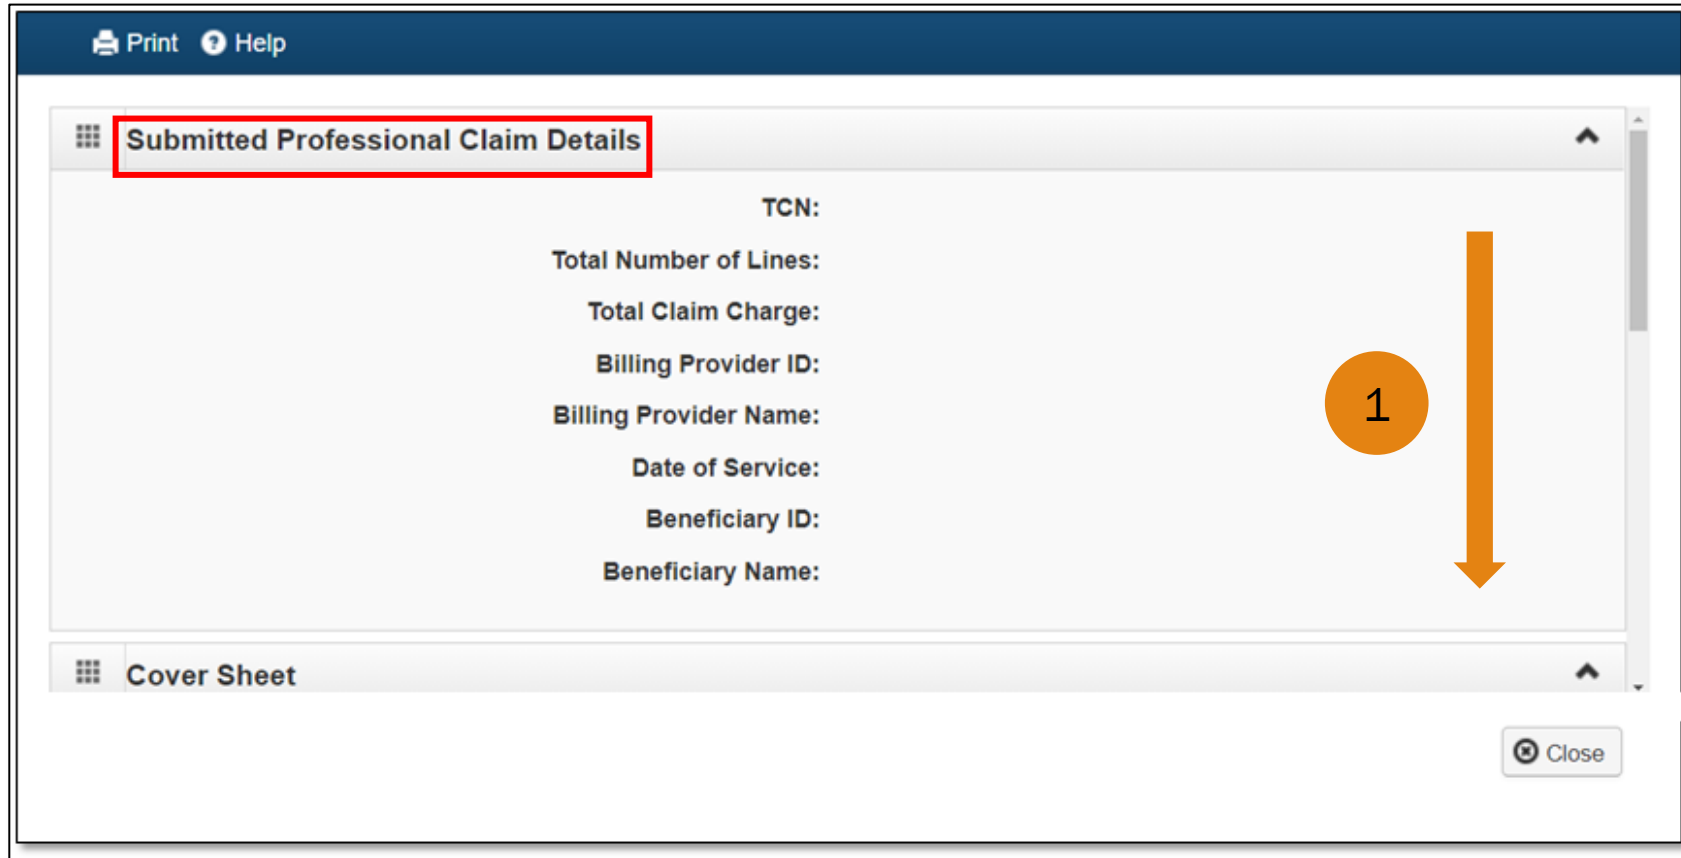 Print Help
Submitted Professional Claim Details
TCN:
Total Number of Lines:
Total Claim Charge:
Billing Provider ID:
Billing Provider Name:
1
Date of Service:
Beneficiary ID:
Beneficiary Name:
Cover Sheet
Close